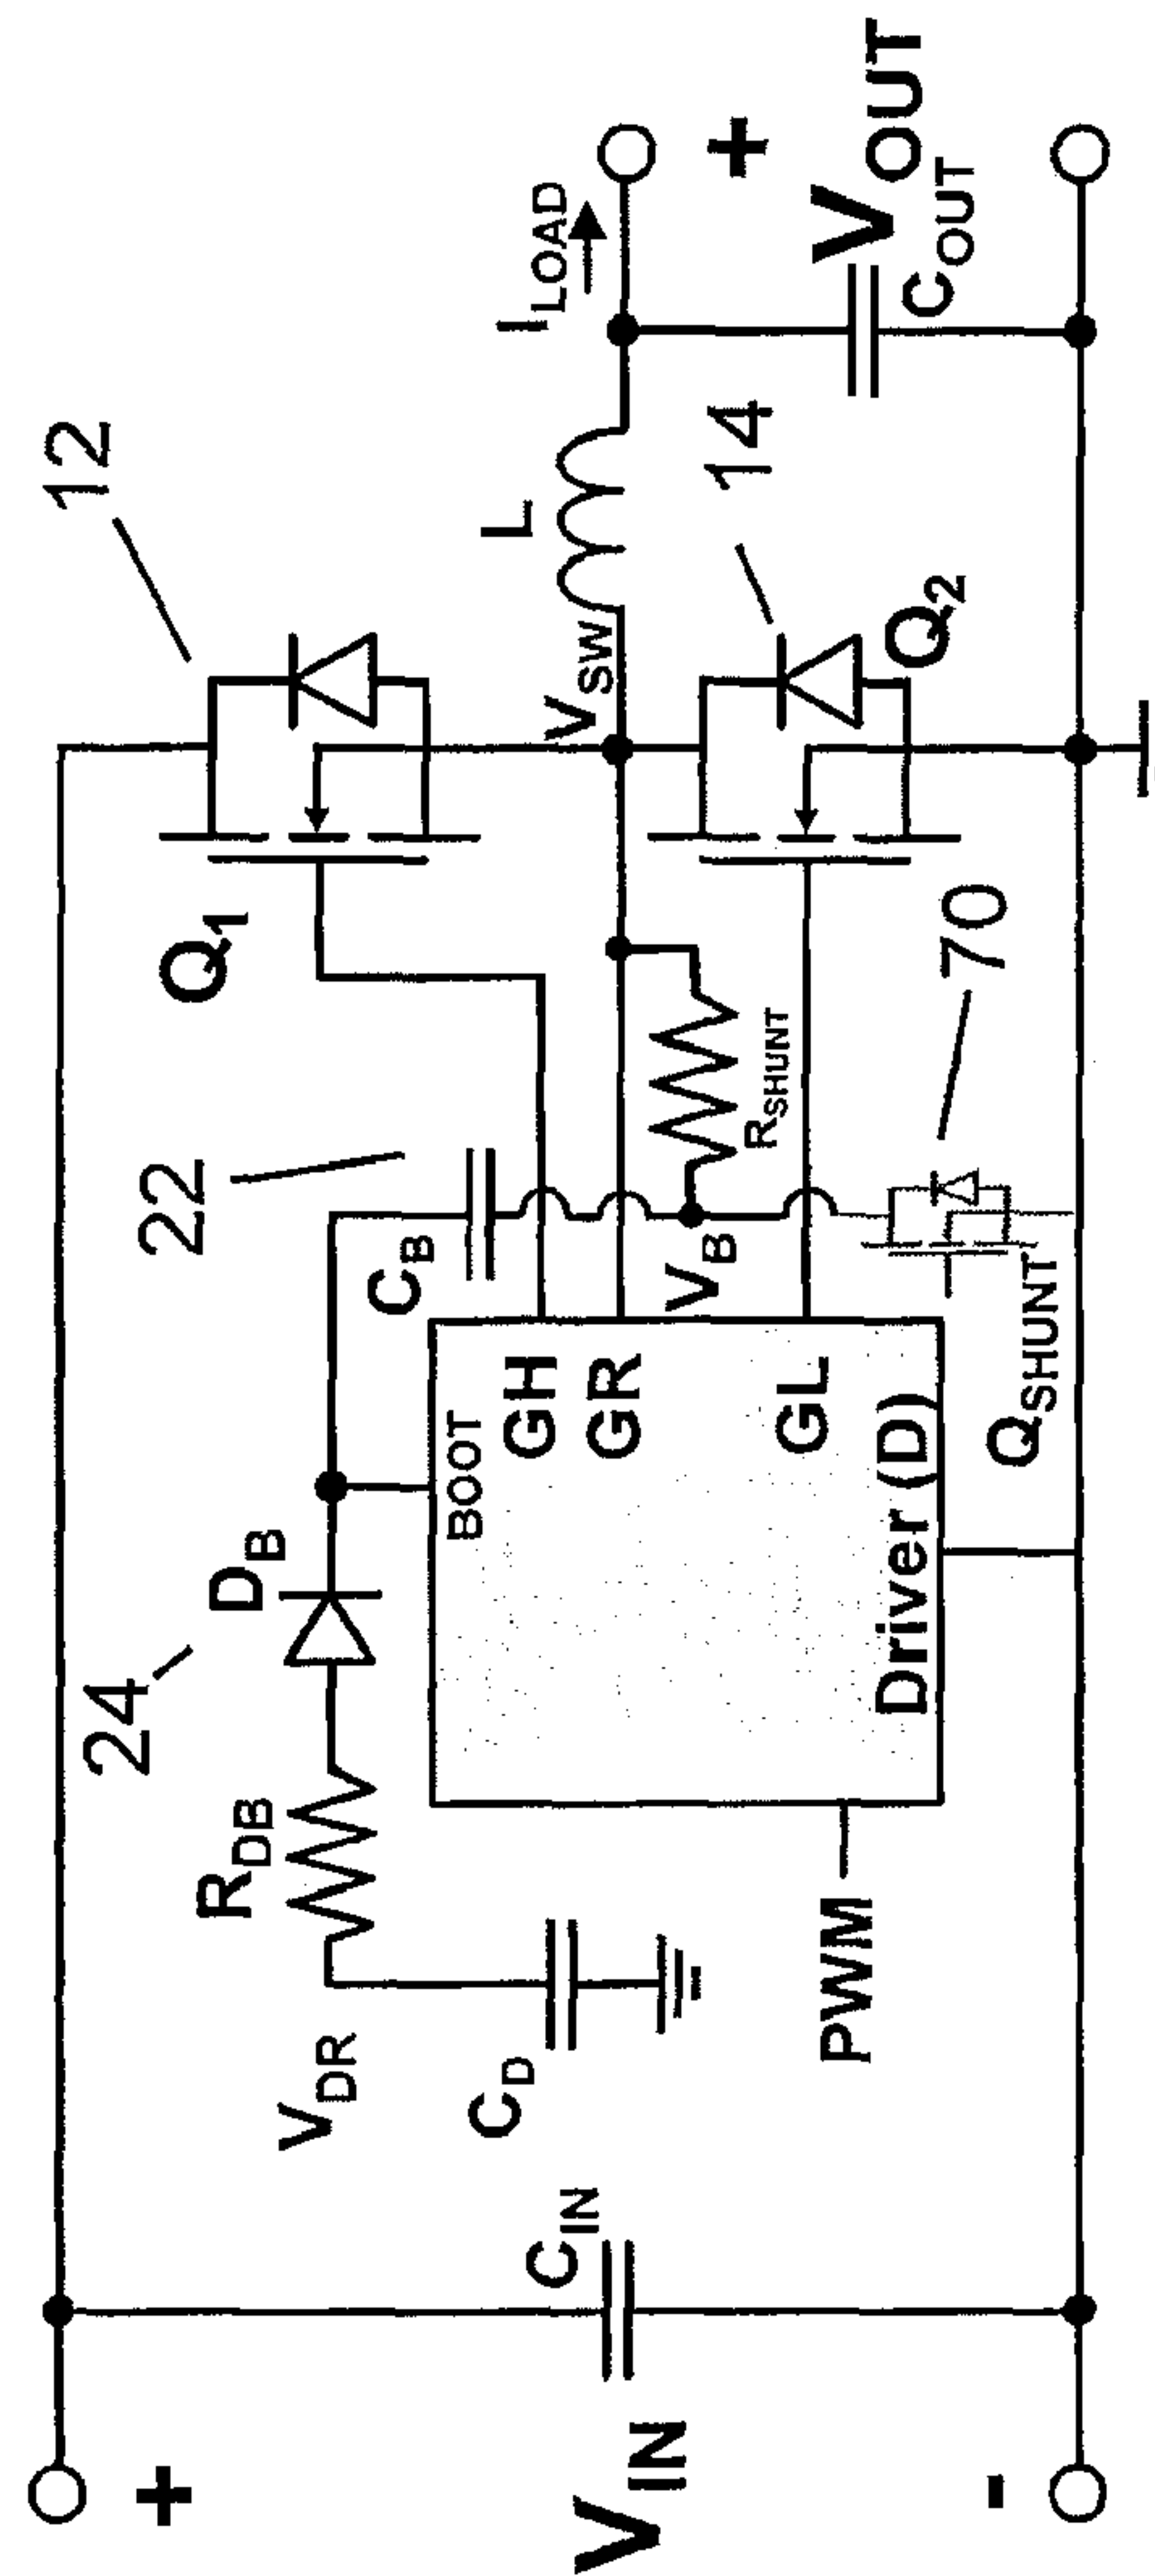 12
24
22
Q1
DB
RDB
CB
VDR
CD
BOOT
GH
GR
GL
Driver (D)
PWM
VSW
L
ILOAD
+
VOUT
COUT
14
Q2
RSHUNT
VB
70
QSHUNT
+
VIN
CIN
-